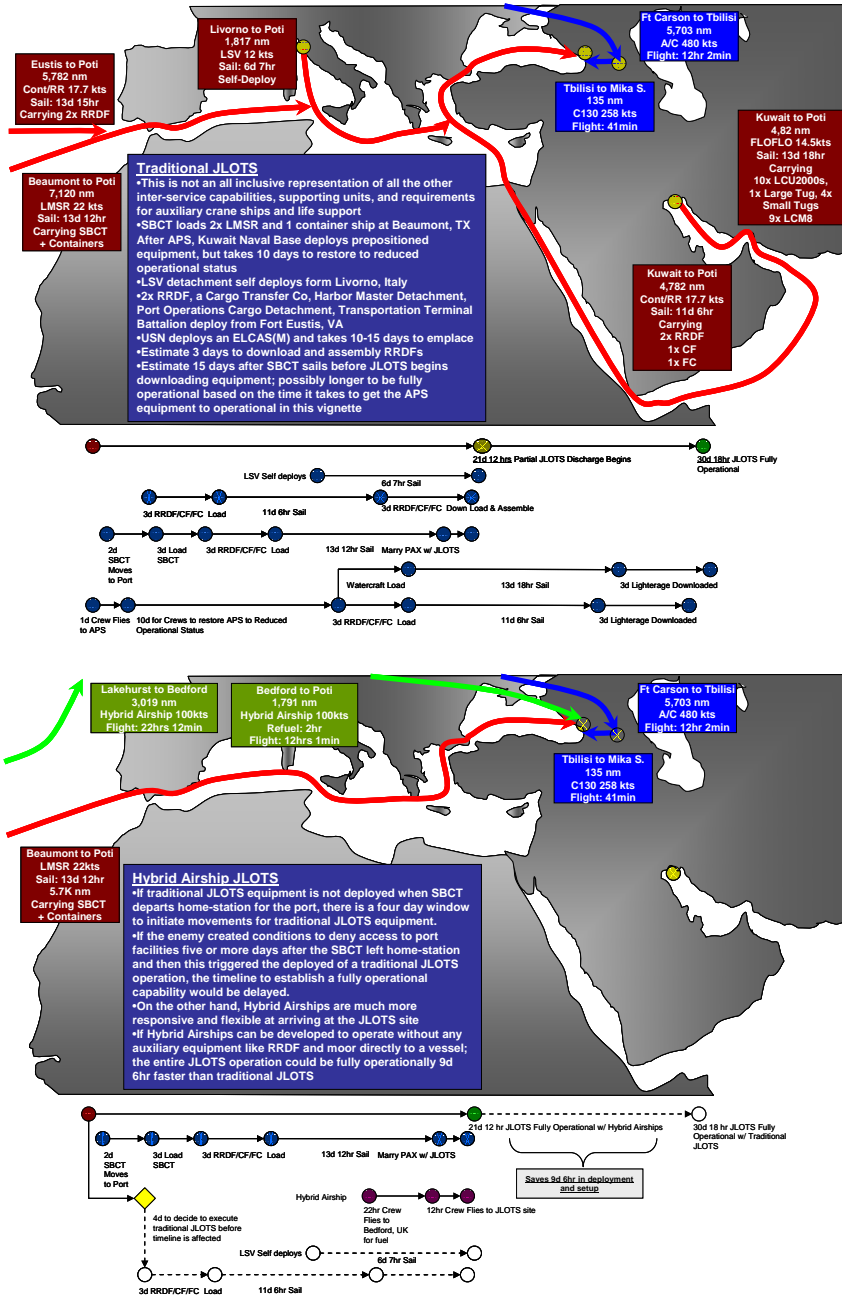 Livorno to Poti
1,817 nm
LSV 12 kts
Sail: 6d 7hr
Self-Deploy
Ft Carson to Tbilisi
5,703 nm
A/C 480 kts
Flight: 12hr 2min
Eustis to Poti
5,782 nm
Cont/RR 17.7 kts
Sail: 13d 15hr
Carrying 2x RRDF
Tbilisi to Mika S.
135 nm
C130 258 kts
Flight: 41min
Kuwait to Poti
4,82 nm
FLOFLO 14.5kts
Sail: 13d 18hr
Carrying
10x LCU2000s,
1x Large Tug, 4x
Small Tugs
9x LCM8
Beaumont to Poti
7,120 nm
LMSR 22 kts
Sail: 13d 12hr
Carrying SBCT
+ Containers
Traditional JLOTS
•This is not an all inclusive representation of all the other
inter-service capabilities, supporting units, and requirements
for auxiliary crane ships and life support
•SBCT loads 2x LMSR and 1 container ship at Beaumont, TX
After APS, Kuwait Naval Base deploys prepositioned
equipment, but takes 10 days to restore to reduced
operational status
•LSV detachment self deploys form Livorno, Italy
•2x RRDF, a Cargo Transfer Co, Harbor Master Detachment,
Port Operations Cargo Detachment, Transportation Terminal
Battalion deploy from Fort Eustis, VA
•USN deploys an ELCAS(M) and takes 10-15 days to emplace
•Estimate 3 days to download and assembly RRDFs
•Estimate 15 days after SBCT sails before JLOTS begins
downloading equipment; possibly longer to be fully
operational based on the time it takes to get the APS
equipment to operational in this vignette
Kuwait to Poti
4,782 nm
Cont/RR 17.7 kts
Sail: 11d 6hr
Carrying
2x RRDF
1x CF
1x FC
21d 12 hrs Partial JLOTS Discharge Begins
30d 18hr JLOTS Fully
Operational
LSV Self deploys
6d 7hr Sail
3d RRDF/CF/FC Load
11d 6hr Sail
3d RRDF/CF/FC Down Load & Assemble
2d
SBCT
Moves
to Port
3d Load
SBCT
3d RRDF/CF/FC Load
13d 12hr Sail
Marry PAX w/ JLOTS
Watercraft Load
13d 18hr Sail
3d Lighterage Downloaded
1d Crew Flies
to APS
10d for Crews to restore APS to Reduced
Operational Status
3d RRDF/CF/FC Load
11d 6hr Sail
3d Lighterage Downloaded
Lakehurst to Bedford
3,019 nm
Hybrid Airship 100kts
Flight: 22hrs 12min
Bedford to Poti
1,791 nm
Hybrid Airship 100kts
Refuel: 2hr
Flight: 12hrs 1min
Ft Carson to Tbilisi
5,703 nm
A/C 480 kts
Flight: 12hr 2min
Tbilisi to Mika S.
135 nm
C130 258 kts
Flight: 41min
Beaumont to Poti
LMSR 22kts
Sail: 13d 12hr
5.7K nm
Carrying SBCT
+ Containers
Hybrid Airship JLOTS
•If traditional JLOTS equipment is not deployed when SBCT
departs home-station for the port, there is a four day window
to initiate movements for traditional JLOTS equipment.
•If the enemy created conditions to deny access to port
facilities five or more days after the SBCT left home-station
and then this triggered the deployed of a traditional JLOTS
operation, the timeline to establish a fully operational
capability would be delayed.
•On the other hand, Hybrid Airships are much more
responsive and flexible at arriving at the JLOTS site
•If Hybrid Airships can be developed to operate without any
auxiliary equipment like RRDF and moor directly to a vessel;
the entire JLOTS operation could be fully operationally 9d
6hr faster than traditional JLOTS
21d 12 hr JLOTS Fully Operational w/ Hybrid Airships
30d 18 hr JLOTS Fully
Operational w/ Traditional
JLOTS
2d
SBCT
Moves
to Port
3d Load
SBCT
3d RRDF/CF/FC Load
13d 12hr Sail
Marry PAX w/ JLOTS
Saves 9d 6hr in deployment
and setup
Hybrid Airship
22hr Crew
Flies to
Bedford, UK
for fuel
12hr Crew Flies to JLOTS site
4d to decide to execute
traditional JLOTS before
timeline is affected
LSV Self deploys
6d 7hr Sail
3d RRDF/CF/FC Load
11d 6hr Sail